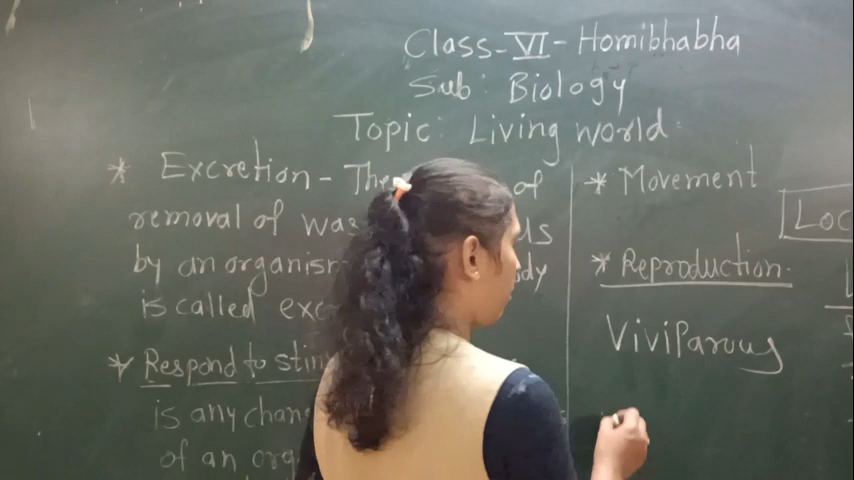 Class-VI-Homibhabha
Sub: Biology
Topic: Living world.
* Excretion - The of
removal of was ls
by an organism dy
is called exc
* Respond to stim
is any chang
of an org
* Movement
* Reproduction.
Viviparous
Loc